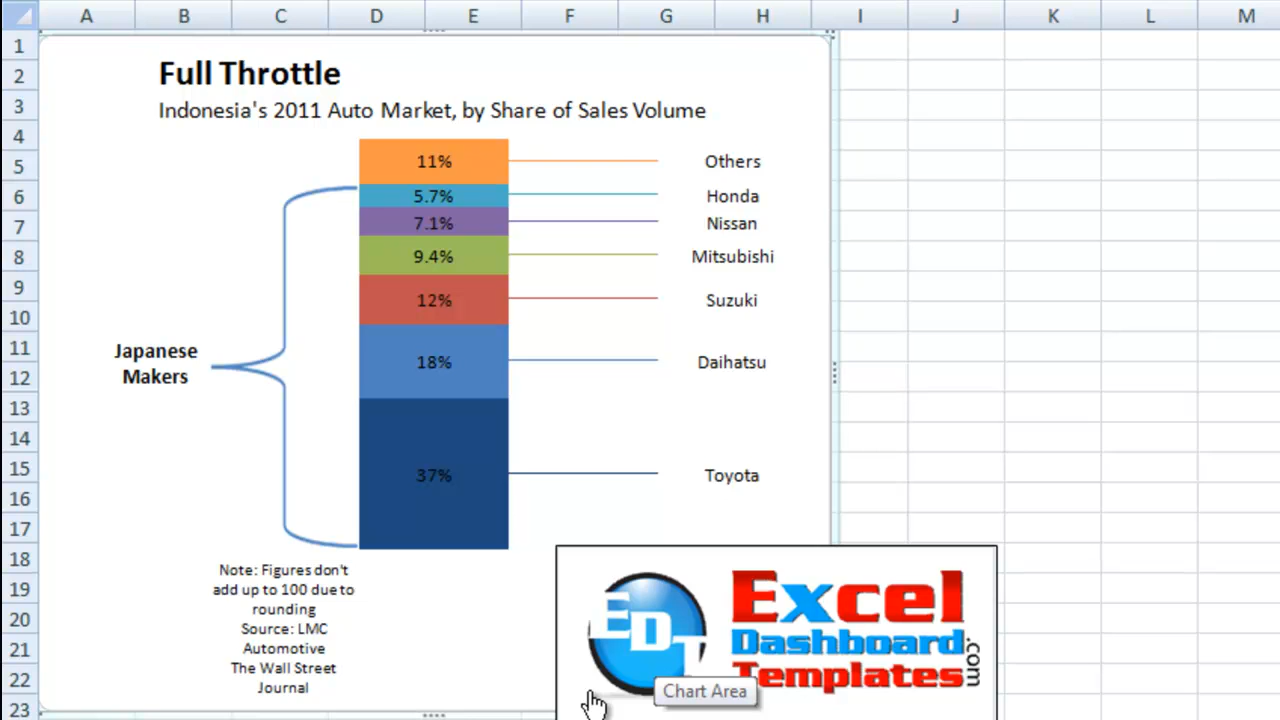 A B C D E F G H I J K L M
1
2
3
4
5
6
7
8
9
10
11
12
13
14
15
16
17
18
19
20
21
22
23
Full Throttle
Indonesia's 2011 Auto Market, by Share of Sales Volume
11% Others
5.7% Honda
7.1% Nissan
9.4% Mitsubishi
12% Suzuki
18% Daihatsu
37% Toyota
Japanese
Makers
Note: Figures don't
add up to 100 due to
rounding
Source: LMC
Automotive
The Wall Street
Journal
EDT
Excel
Dashboard
Templates
.com
Chart Area